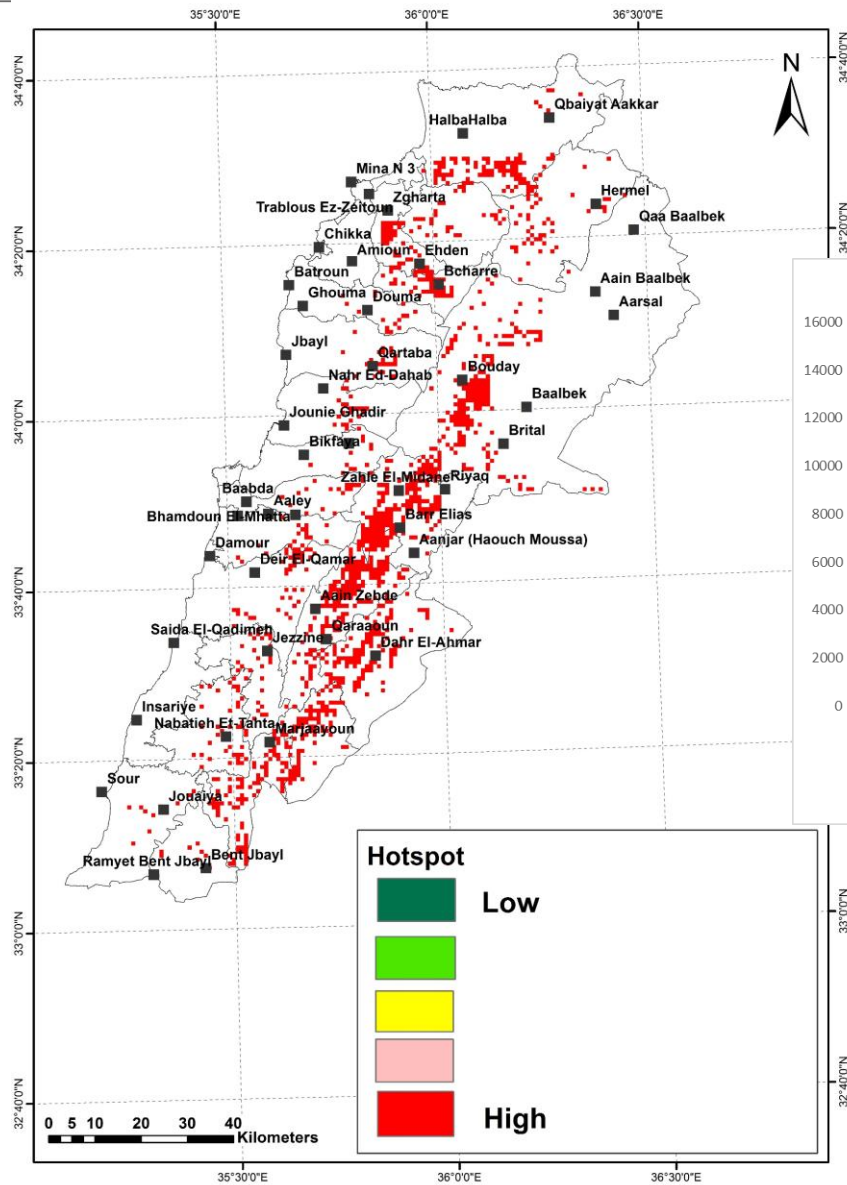 35°30'0"E 36°0'0"E 36°30'0"E
34°40'0"N
34°40'0"N
N
Qbaiyat Aakkar
HalbaHalba
Mina N 3
Hermel
Zgharta
Trablous Ez-Zeitoun
Qaa Baalbek
34°20'0"N
34°20'0"N
Chikka
Amioun
Ehden
Bcharre
Batroun
Aain Baalbek
Ghouma
Douma
Aarsal
16000
Jbayl
Qartaba
14000
Nahr Ed-Dahab
Bouday
Baalbek
12000
34°0'0"N
Jounie Ghadir
Brital
Bikfaya
10000
Zahle El-Midane
Riyaq
Baabda
Aaley
8000
Bhamdoun El-Mhatta
Barr Elias
Damour
Aanjar (Haouch Moussa)
6000
Deir El-Qamar
33°40'0"N
Aain Zebde
4000
Saida El-Qadimeh
Qaraaoun
Jezzine
Dahr El-Ahmar
2000
Insariye
0
Nabatieh Et-Tahta
Marjaayoun
33°20'0"N
Sour
Jouaiya
Ramyet Bent Jbayl
Bent Jbayl
Hotspot
Low
33°0'0"N
33°0'0"N
High
32°40'0"N
32°40'0"N
0 5 10 20 30 40
Kilometers
35°30'0"E 36°0'0"E 36°30'0"E